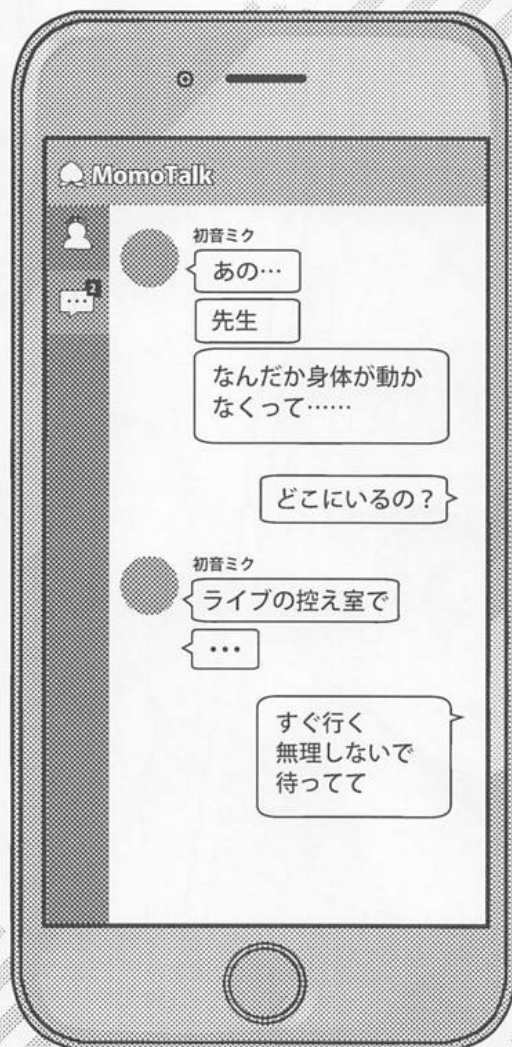 MomoTalk
初音ミク
あの…
2
先生
なんだか身体が動か
なくって……
どこにいるの？
初音ミク
ライブの控え室で
…
すぐ行く
無理しないで
待ってて